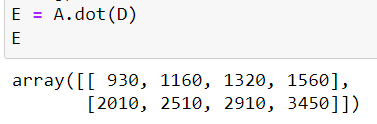 E = A.dot(D)
E
array([[ 930, 1160, 1320, 1560],
       [2010, 2510, 2910, 3450]])